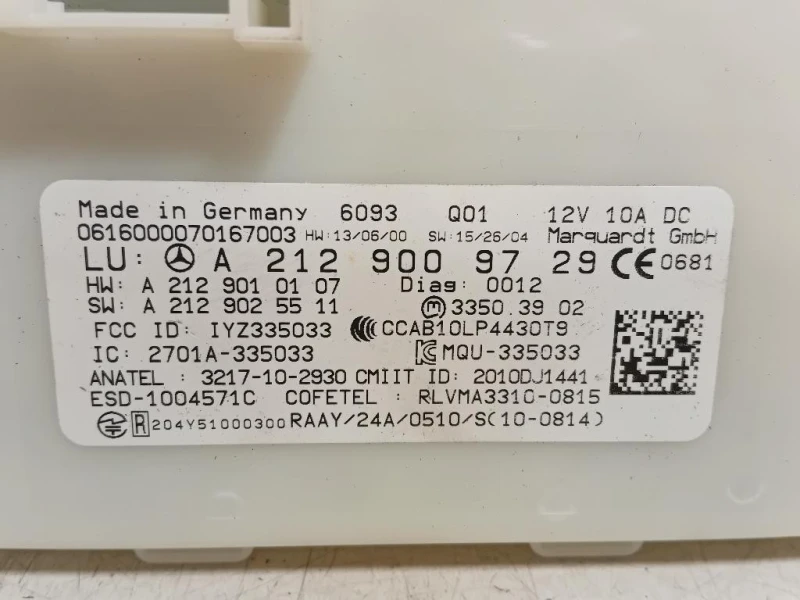 Made in Germany 6093 Q01 12V 10A DC
0616000070167003 HW:13/06/00 SW:15/26/04 Marquardt GmbH
LU: A 212 900 97 29 CE 0681
HW: A 212 901 01 07 Diag: 0012
SW: A 212 902 55 11 M 3350.3902
FCC ID: IYZ335033 CCAB10LP4430T9
IC: 2701A-335033 MQU-335033
ANATEL : 3217-10-2930 CMIIT ID: 2010DJ1441
ESD-1004571C COFETEL: RLVMA3310-0815
R 204Y51000300 RAAY/24A/0510/S(10-0814)